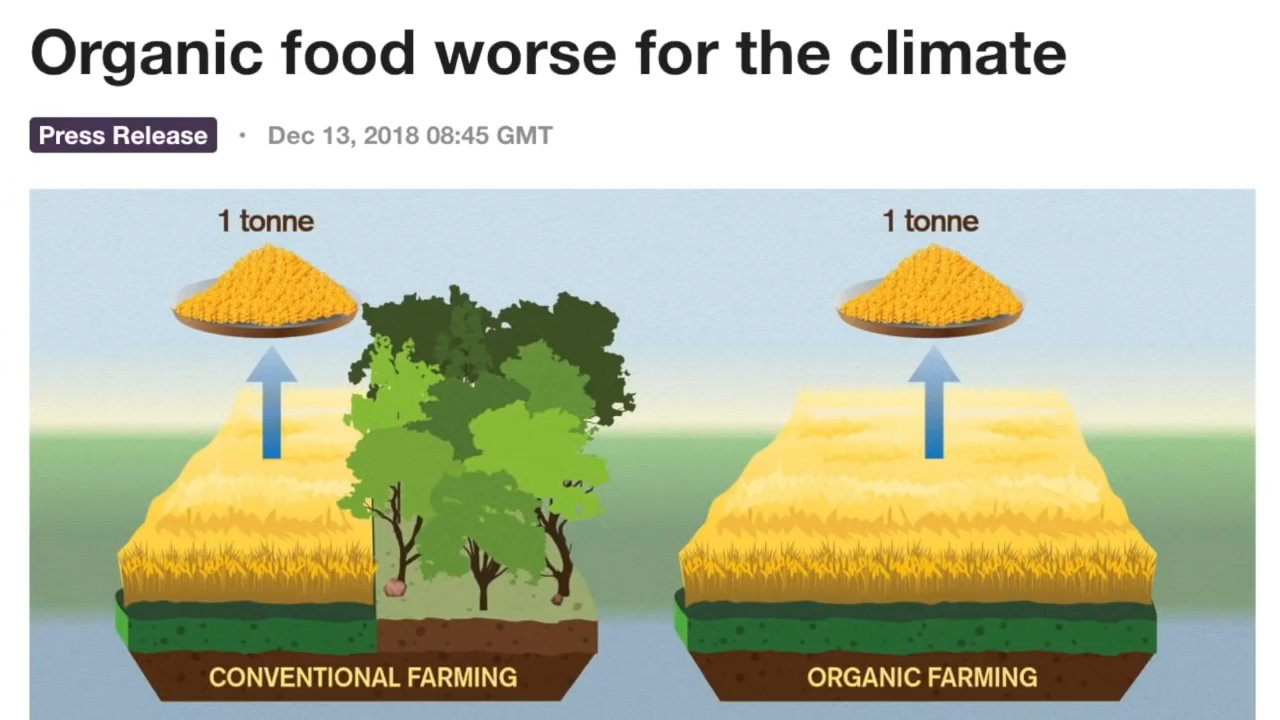 Organic food worse for the climate
Press Release • Dec 13, 2018 08:45 GMT
1 tonne
1 tonne
CONVENTIONAL FARMING
ORGANIC FARMING